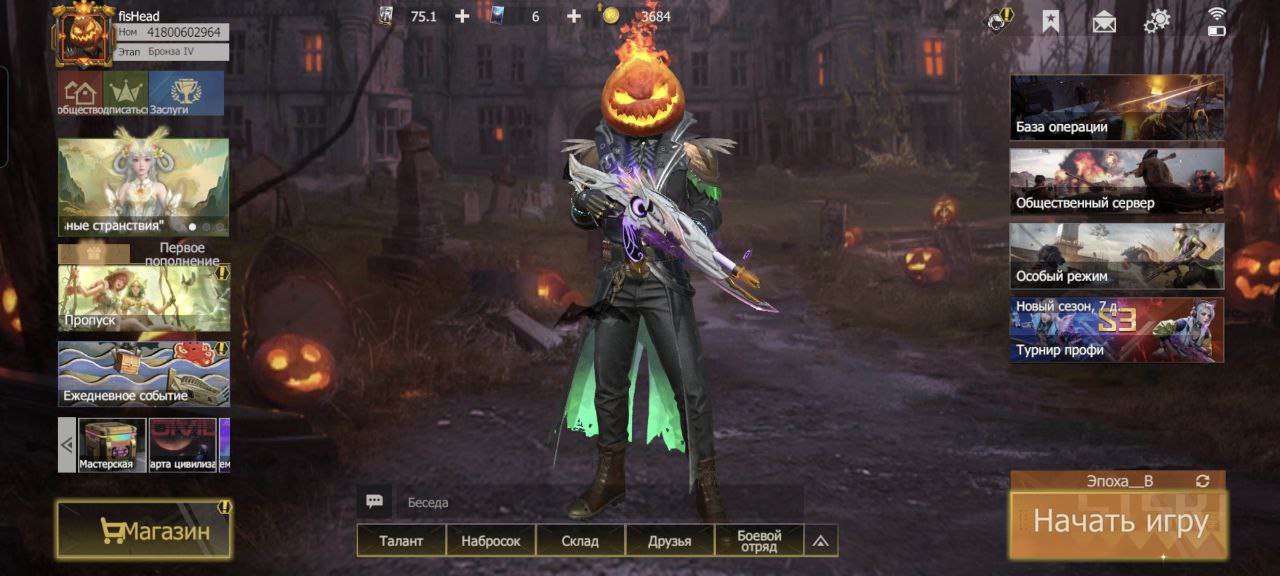 fisHead
Ном 41800602964
Этап Бронза IV
75.1
6
3684
обществ
одписатьс
Заслуги
ные странствия"
Первое
пополнение
Пропуск
Ежедневное событие
Мастерская
арта цивилиза
Магазин
Беседа
Талант
Набросок
Склад
Друзья
Боевой
отряд
База операции
Общественный сервер
Особый режим
Новый сезон, 7 д.
S3
Турнир профи
Эпоха__B
Начать игру